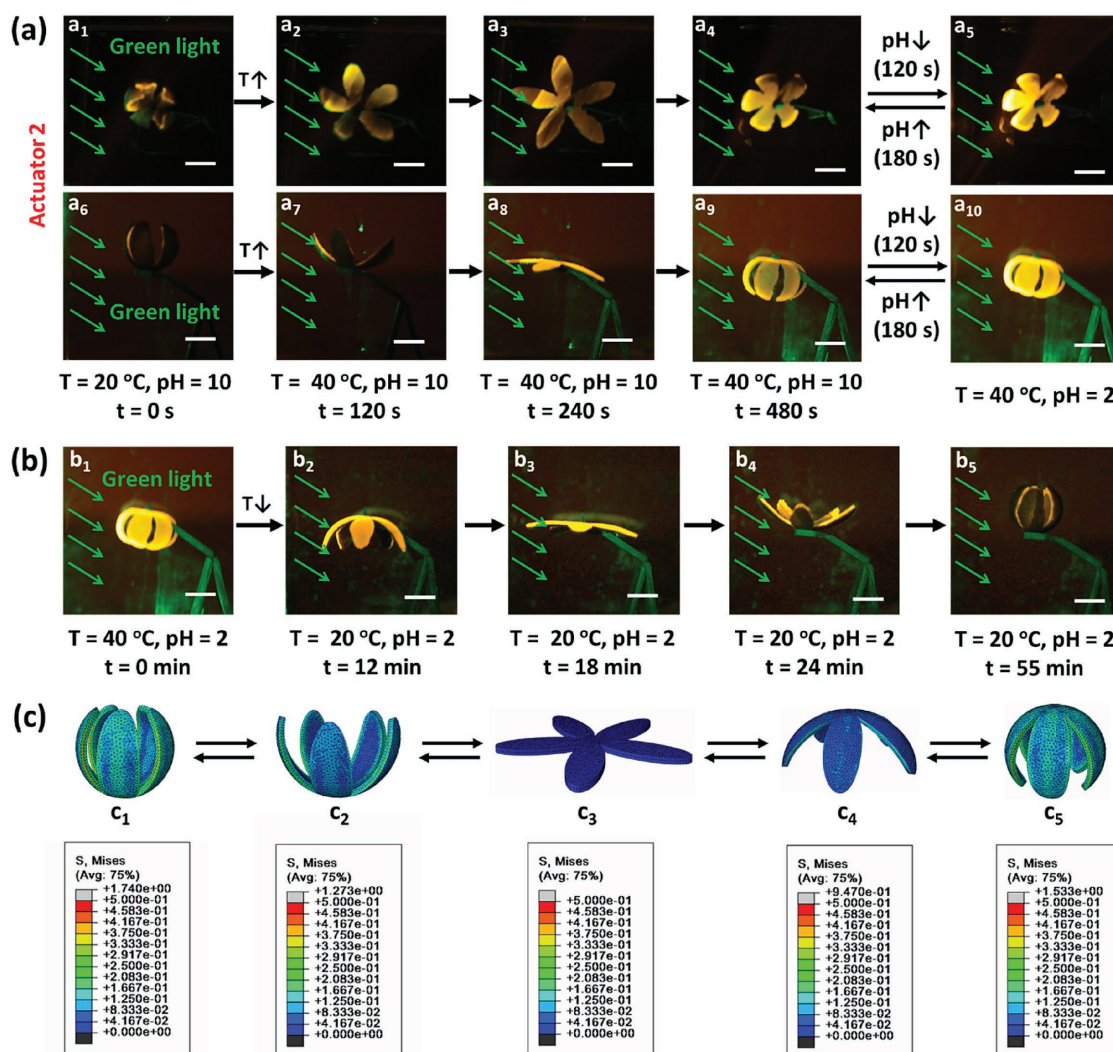 (a)
Actuator 2
a1
Green light
T↑
a2
a3
a4
pH↓
(120 s)
pH↑
(180 s)
a5
a6
Green light
T↑
a7
a8
a9
pH↓
(120 s)
pH↑
(180 s)
a10
T = 20 °C, pH = 10
t = 0 s
T = 40 °C, pH = 10
t = 120 s
T = 40 °C, pH = 10
t = 240 s
T = 40 °C, pH = 10
t = 480 s
T = 40 °C, pH = 2
(b)
b1
Green light
T↓
b2
b3
b4
b5
T = 40 °C, pH = 2
t = 0 min
T = 20 °C, pH = 2
t = 12 min
T = 20 °C, pH = 2
t = 18 min
T = 20 °C, pH = 2
t = 24 min
T = 20 °C, pH = 2
t = 55 min
(c)
c1
c2
c3
c4
c5
S, Mises
(Avg: 75%)
+1.740e+00
+5.000e-01
+4.583e-01
+4.167e-01
+3.750e-01
+3.333e-01
+2.917e-01
+2.500e-01
+2.083e-01
+1.667e-01
+1.250e-01
+8.333e-02
+4.167e-02
+0.000e+00
S, Mises
(Avg: 75%)
+1.273e+00
+5.000e-01
+4.583e-01
+4.167e-01
+3.750e-01
+3.333e-01
+2.917e-01
+2.500e-01
+2.083e-01
+1.667e-01
+1.250e-01
+8.333e-02
+4.167e-02
+0.000e+00
S, Mises
(Avg: 75%)
+5.000e-01
+4.583e-01
+4.167e-01
+3.750e-01
+3.333e-01
+2.917e-01
+2.500e-01
+2.083e-01
+1.667e-01
+1.250e-01
+8.333e-02
+4.167e-02
+0.000e+00
S, Mises
(Avg: 75%)
+9.470e-01
+5.000e-01
+4.583e-01
+4.167e-01
+3.750e-01
+3.333e-01
+2.917e-01
+2.500e-01
+2.083e-01
+1.667e-01
+1.250e-01
+8.333e-02
+4.167e-02
+0.000e+00
S, Mises
(Avg: 75%)
+1.533e+00
+5.000e-01
+4.583e-01
+4.167e-01
+3.750e-01
+3.333e-01
+2.917e-01
+2.500e-01
+2.083e-01
+1.667e-01
+1.250e-01
+8.333e-02
+4.167e-02
+0.000e+00